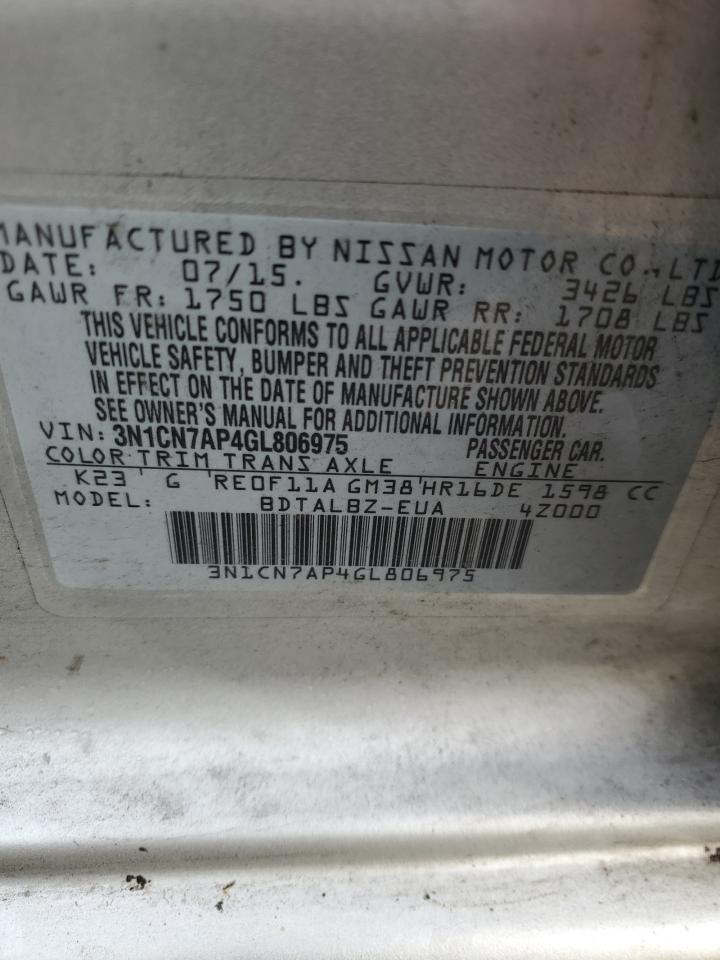 MANUFACTURED BY NISSAN MOTOR CO.,LTD
DATE: 07/15. GVWR: 3426 LBS
GAWR FR: 1750 LBS GAWR RR: 1708 LBS
THIS VEHICLE CONFORMS TO ALL APPLICABLE FEDERAL MOTOR
VEHICLE SAFETY, BUMPER AND THEFT PREVENTION STANDARDS
IN EFFECT ON THE DATE OF MANUFACTURE SHOWN ABOVE.
SEE OWNER'S MANUAL FOR ADDITIONAL INFORMATION.
VIN: 3N1CN7AP4GL806975 PASSENGER CAR.
COLOR TRIM TRANS AXLE ENGINE
K23 ' G 'RE0F11A GM38'HR16DE 1598 CC
MODEL: BDTALBZ-EUA 4Z000
3N1CN7AP4GL806975